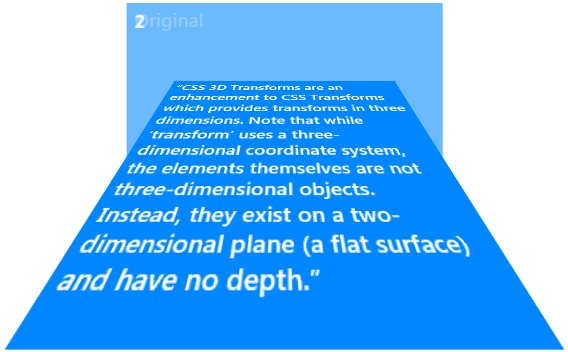 2
Original
"CSS 3D Transforms are an
enhancement to CSS Transforms
which provides transforms in three
dimensions. Note that while
'transform' uses a three-
dimensional coordinate system,
the elements themselves are not
three-dimensional objects.
Instead, they exist on a two-
dimensional plane (a flat surface)
and have no depth."